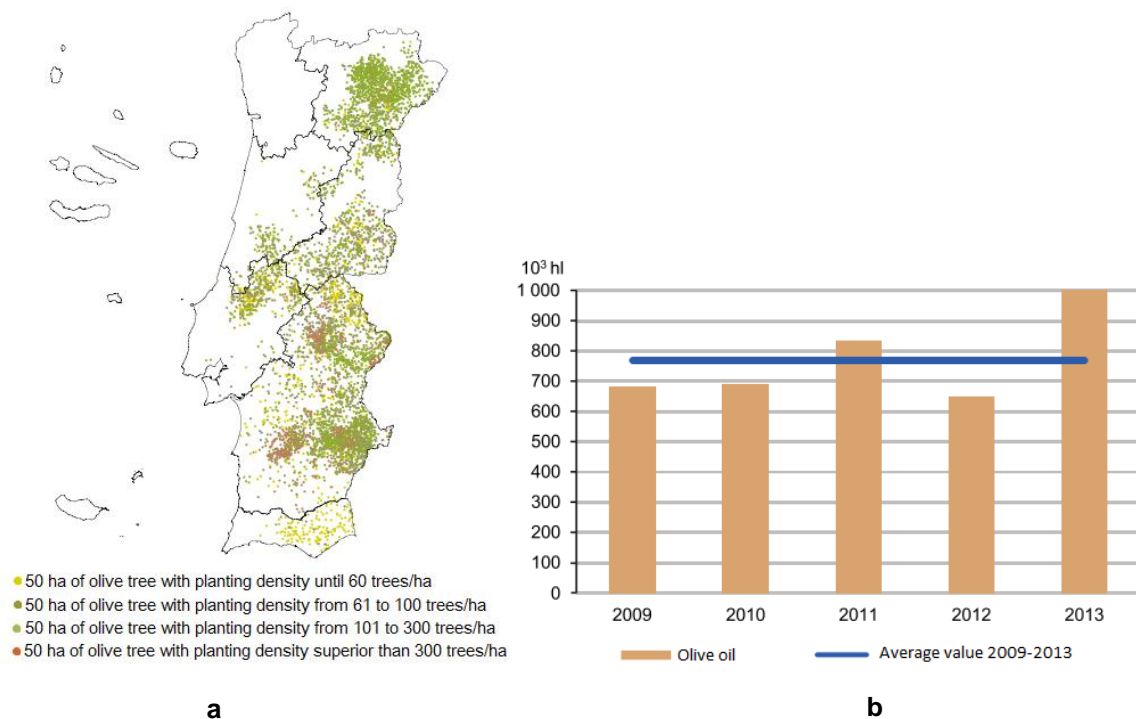 50 ha of olive tree with planting density until 60 trees/ha
50 ha of olive tree with planting density from 61 to 100 trees/ha
50 ha of olive tree with planting density from 101 to 300 trees/ha
50 ha of olive tree with planting density superior than 300 trees/ha
a
10³ hl
1 000
900
800
700
600
500
400
300
200
100
0
2009 2010 2011 2012 2013
Olive oil Average value 2009-2013
b